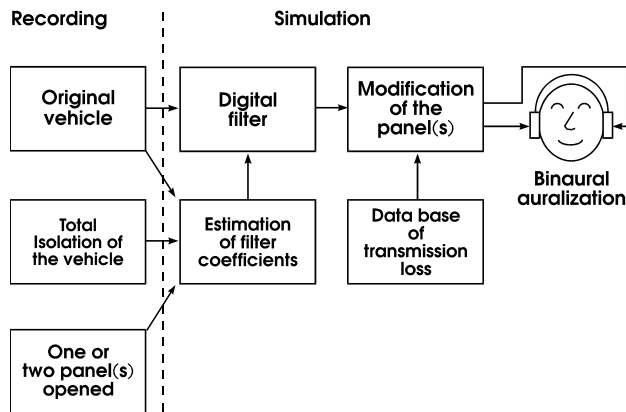 Recording
Simulation
Original
vehicle
Digital
filter
Modification
of the
panel(s)
Binaural
auralization
Total
Isolation of
the vehicle
Estimation
of filter
coefficients
Data base
of
transmission
loss
One or
two panel(s)
opened